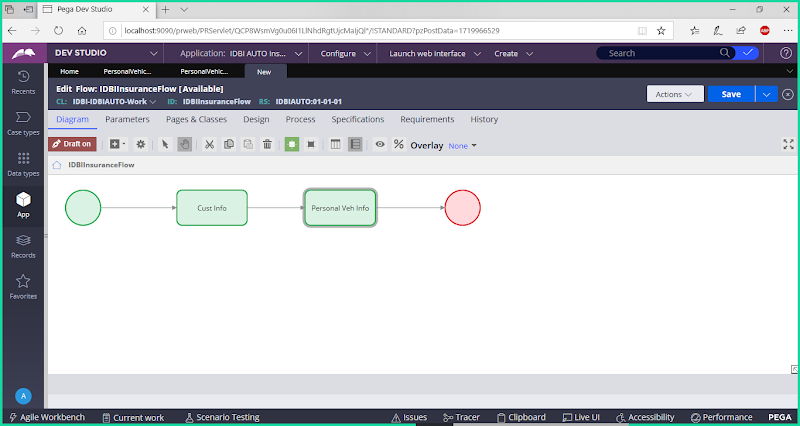 Pega Dev Studio
localhost:9090/prweb/PRServlet/QCP8WsmVg0u06I1LlNhdRgtUjcMaIjQl*/!STANDARD?pzPostData=1719966529
ABP
DEV STUDIO
Application: IDBI AUTO Ins...
Configure
Launch web interface
Create
Search
Home
PersonalVehic...
PersonalVehic...
New
Edit Flow: IDBIInsuranceFlow [Available]
CL: IDBI-IDBIAUTO-Work ID: IDBIInsuranceFlow RS: IDBIAUTO:01-01-01
Actions
Save
Diagram
Parameters
Pages & Classes
Design
Process
Specifications
Requirements
History
Draft on
Overlay None
IDBIInsuranceFlow
Cust Info
Personal Veh Info
Recents
Case types
Data types
App
Records
Favorites
A
Agile Workbench
Current work
Scenario Testing
Issues
Tracer
Clipboard
Live UI
Accessibility
Performance
PEGA